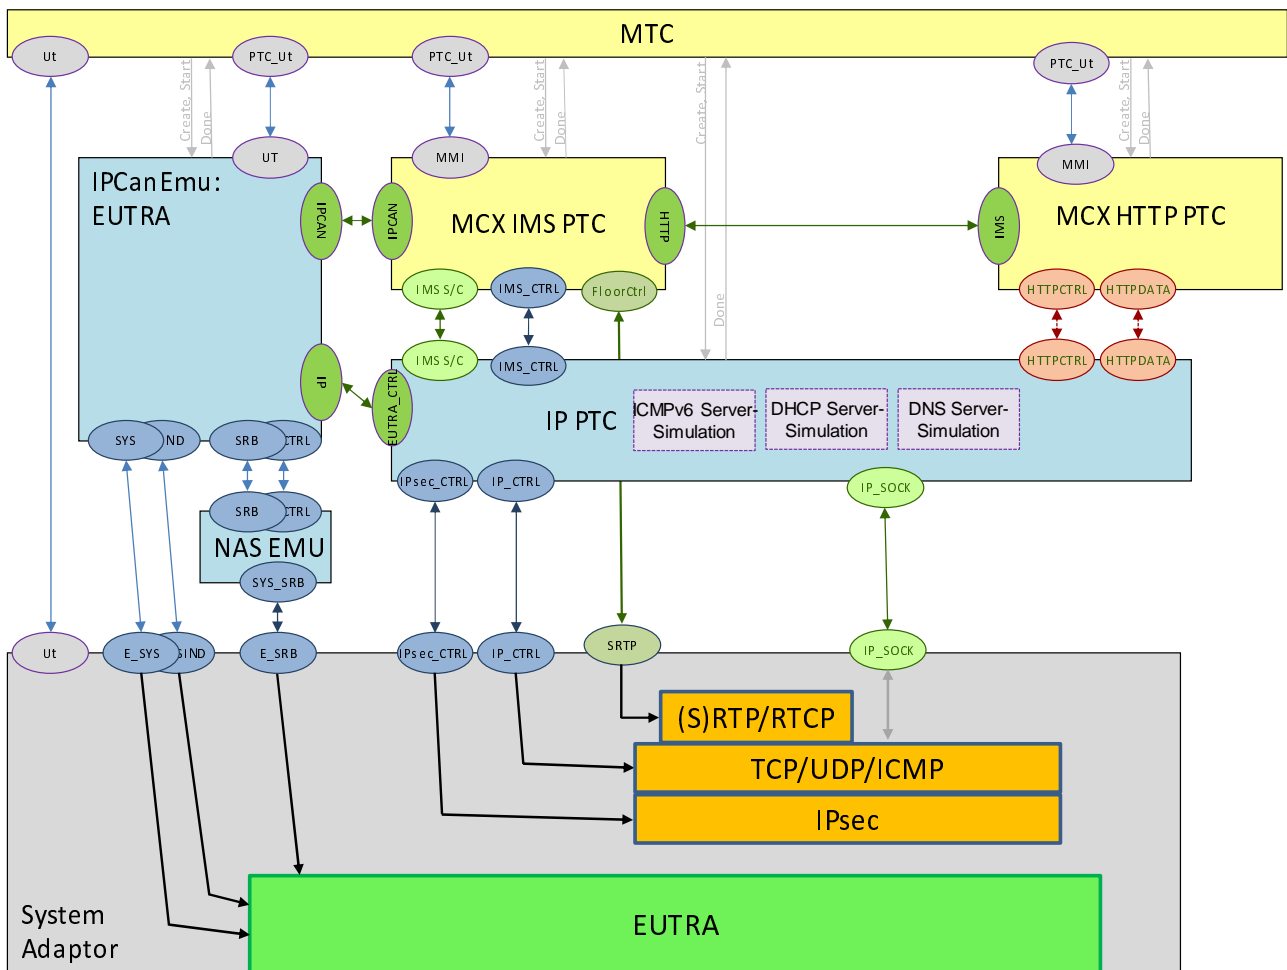 MTC
Ut
PTC_Ut
PTC_Ut
PTC_Ut
Create, Start
Done
Create, Start
Done
Create, Start
Done
Create, Start
Done
UT
MMI
MMI
IPCanEmu:
EUTRA
IPCAN
IPCAN
MCX IMS PTC
HTTP
IMS
MCX HTTP PTC
IMS S/C
IMS_CTRL
FloorCtrl
HTTPCTRL
HTTPDATA
IMS S/C
IMS_CTRL
HTTPCTRL
HTTPDATA
IP
EUTRA_CTRL
IP PTC
ICMPv6 Server-
Simulation
DHCP Server-
Simulation
DNS Server-
Simulation
SYS
IND
SRB
CTRL
IPsec_CTRL
IP_CTRL
IP_SOCK
SRB
CTRL
NAS EMU
SYS_SRB
Ut
E_SYS
GIND
E_SRB
IPsec_CTRL
IP_CTRL
SRTP
IP_SOCK
(S)RTP/RTCP
TCP/UDP/ICMP
IPsec
System
Adaptor
EUTRA